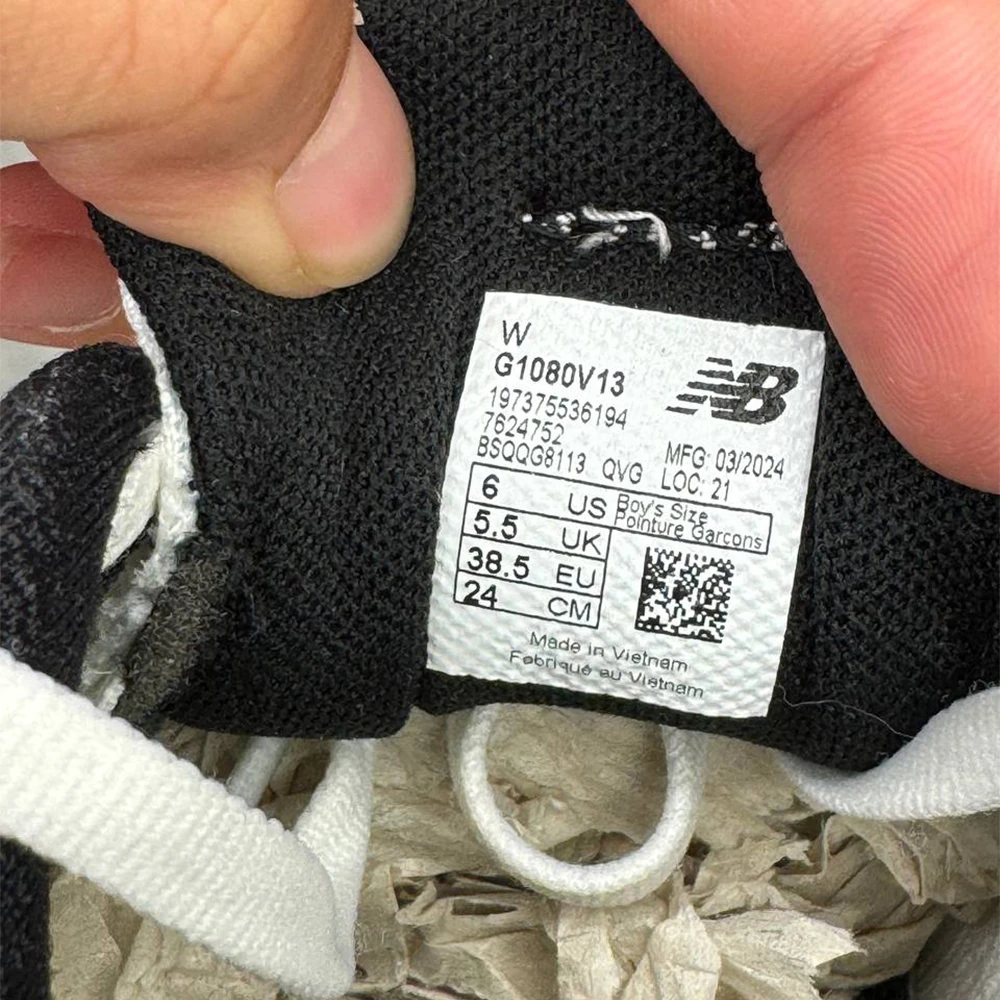 W
G1080V13
NB
197375536194
7624752
BSQQG8113 QVG
MFG: 03/2024
LOC: 21
6 US Boy's Size
Pointure Garcons
5.5 UK
38.5 EU
24 CM
Made in Vietnam
Fabriqué au Vietnam